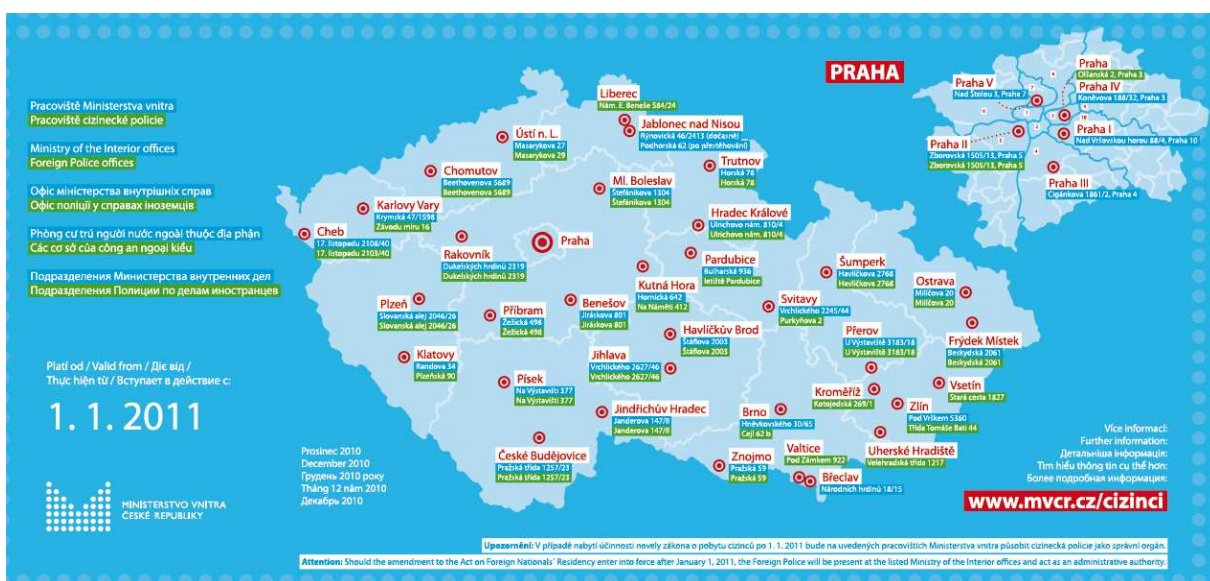 Pracoviště Ministerstva vnitra
Pracoviště cizinecké policie
Ministry of the Interior offices
Foreign Police offices
Офіс міністерства внутрішніх справ
Офіс поліції у справах іноземців
Phòng cư trú người nước ngoài thuộc địa phận
Các cơ sở của công an ngoại kiều
Подразделения Министерства внутренних дел
Подразделения Полиции по делам иностранцев
Platí od / Valid from / Діє від /
Thực hiện từ / Вступает в действие с:
1. 1. 2011
MINISTERSTVO VNITRA
ČESKÉ REPUBLIKY
Prosinec 2010
December 2010
Грудень 2010 року
Tháng 12 năm 2010
Декабрь 2010
Liberec
Nám. E. Beneše 584/24
Jablonec nad Nisou
Rýnovická 46/2413 (dočasně)
Podhorská 62 (po přestěhování)
Ústí n. L.
Masarykova 27
Masarykova 29
Trutnov
Horská 78
Horská 78
Chomutov
Beethovenova 5689
Beethovenova 5689
Ml. Boleslav
Štefánikova 1304
Štefánikova 1304
Karlovy Vary
Krymská 47/1598
Závodu míru 16
Hradec Králové
Ulrichovo nám. 810/4
Ulrichovo nám. 810/4
Cheb
17. listopadu 2108/40
17. listopadu 2103/40
Rakovník
Dukelských hrdinů 2319
Dukelských hrdinů 2319
Praha
Pardubice
Bulharská 936
letiště Pardubice
Kutná Hora
Hornická 642
Na Náměti 412
Šumperk
Havlíčkova 2768
Havlíčkova 2768
Ostrava
Milíčova 20
Milíčova 20
Plzeň
Slovanská alej 2046/26
Slovanská alej 2046/26
Příbram
Žežická 498
Žežická 498
Benešov
Jiráskova 801
Jiráskova 801
Svitavy
Vrchlického 2245/44
Purkyňova 2
Havlíčkův Brod
Štáflova 2003
Štáflova 2003
Přerov
U Výstaviště 3183/18
U Výstaviště 3183/18
Frýdek Místek
Beskydská 2061
Beskydská 2061
Klatovy
Randova 34
Plzeňská 90
Jihlava
Vrchlického 2627/46
Vrchlického 2627/46
Písek
Na Výstavišti 377
Na Výstavišti 377
Kroměříž
Kotojedská 269/1
Vsetín
Stará cesta 1827
Zlín
Pod Vrškem 5360
Třída Tomáše Bati 44
Jindřichův Hradec
Janderova 147/II
Janderova 147/II
Brno
Hněvkovského 30/65
Cejl 62 b
České Budějovice
Pražská třída 1257/23
Pražská třída 1257/23
Uherské Hradiště
Velehradská třída 1217
Znojmo
Pražská 59
Pražská 59
Valtice
Pod Zámkem 922
Břeclav
Národních hrdinů 18/15
PRAHA
Praha
Olšanská 2, Praha 3
Praha V
Nad Štolou 3, Praha 7
Praha IV
Koněvova 188/32, Praha 3
Praha I
Nad Vršovskou horou 88/4, Praha 10
Praha II
Zborovská 1505/13, Praha 5
Zborovská 1505/13, Praha 5
Praha III
Cigánkova 1861/2, Praha 4
Více informací:
Further information:
Детальніша інформація:
Tìm hiểu thông tin cụ thể hơn:
Более подробная информация:
www.mvcr.cz/cizinci
Upozornění: V případě nabytí účinnosti novely zákona o pobytu cizinců po 1. 1. 2011 bude na uvedených pracovištích Ministerstva vnitra působit cizinecká policie jako správní orgán.
Attention: Should the amendment to the Act on Foreign Nationals' Residency enter into force after January 1, 2011, the Foreign Police will be present at the listed Ministry of the Interior offices and act as an administrative authority.